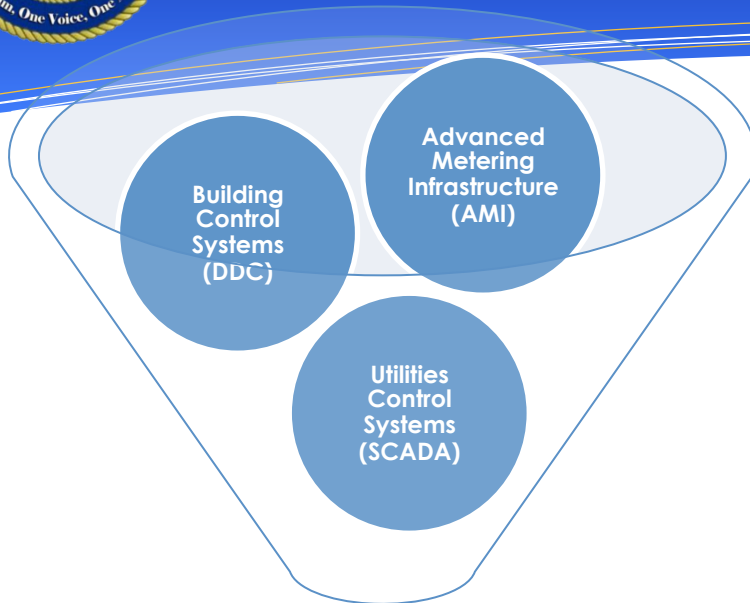 m, One Voice, One
Advanced
Metering
Infrastructure
(AMI)
Building
Control
Systems
(DDC)
Utilities
Control
Systems
(SCADA)